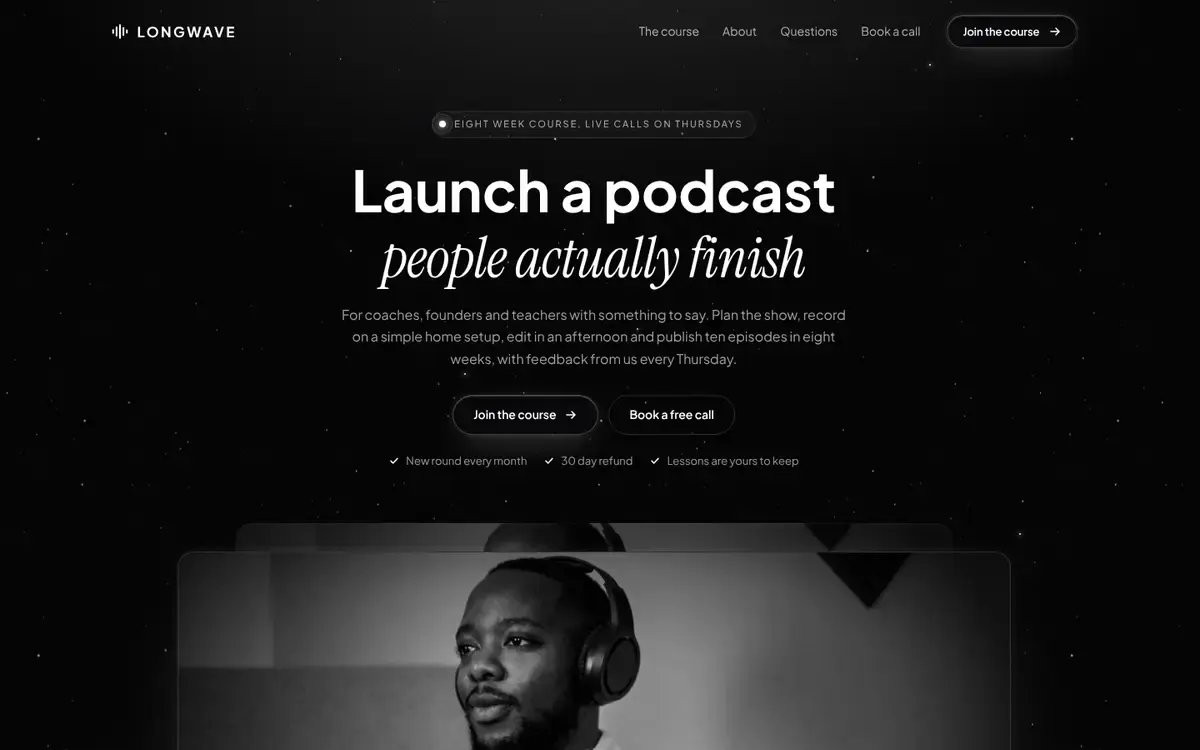 LONGWAVE
The course
About
Questions
Book a call
Join the course
EIGHT WEEK COURSE, LIVE CALLS ON THURSDAYS
Launch a podcast
people actually finish
For coaches, founders and teachers with something to say. Plan the show, record
on a simple home setup, edit in an afternoon and publish ten episodes in eight
weeks, with feedback from us every Thursday.
Join the course
Book a free call
New round every month
30 day refund
Lessons are yours to keep